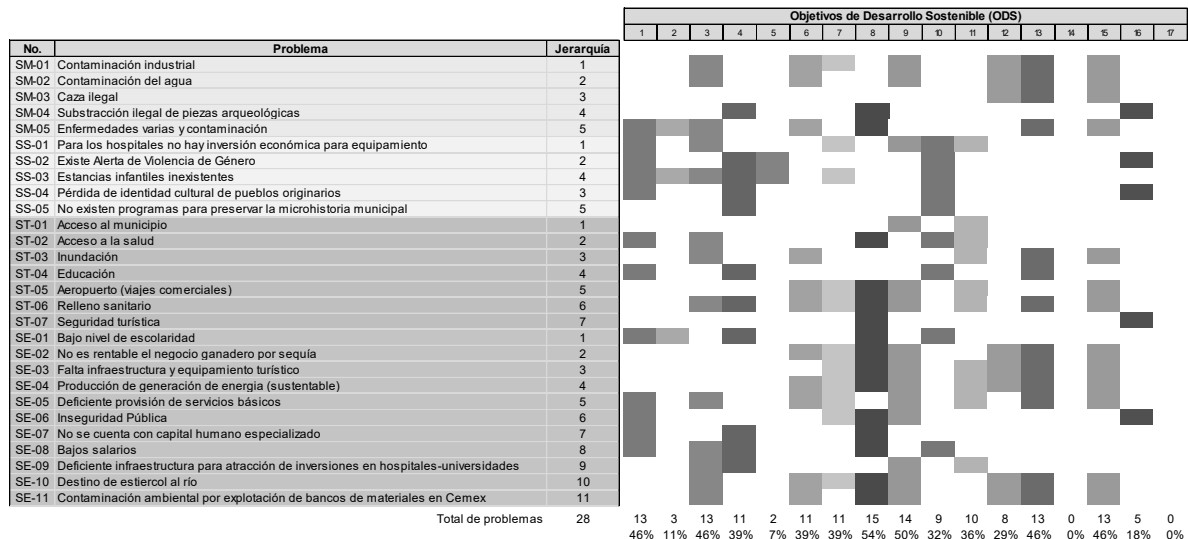 Objetivos de Desarrollo Sostenible (ODS)
1 2 3 4 5 6 7 8 9 10 11 12 13 14 15 16 17
No. Problema Jerarquía
SM-01 Contaminación industrial 1
SM-02 Contaminación del agua 2
SM-03 Caza ilegal 3
SM-04 Substracción ilegal de piezas arqueológicas 4
SM-05 Enfermedades varias y contaminación 5
SS-01 Para los hospitales no hay inversión económica para equipamiento 1
SS-02 Existe Alerta de Violencia de Género 2
SS-03 Estancias infantiles inexistentes 4
SS-04 Pérdida de identidad cultural de pueblos originarios 3
SS-05 No existen programas para preservar la microhistoria municipal 5
ST-01 Acceso al municipio 1
ST-02 Acceso a la salud 2
ST-03 Inundación 3
ST-04 Educación 4
ST-05 Aeropuerto (viajes comerciales) 5
ST-06 Relleno sanitario 6
ST-07 Seguridad turística 7
SE-01 Bajo nivel de escolaridad 1
SE-02 No es rentable el negocio ganadero por sequía 2
SE-03 Falta infraestructura y equipamiento turístico 3
SE-04 Producción de generación de energia (sustentable) 4
SE-05 Deficiente provisión de servicios básicos 5
SE-06 Inseguridad Pública 6
SE-07 No se cuenta con capital humano especializado 7
SE-08 Bajos salarios 8
SE-09 Deficiente infraestructura para atracción de inversiones en hospitales-universidades 9
SE-10 Destino de estiercol al río 10
SE-11 Contaminación ambiental por explotación de bancos de materiales en Cemex 11
Total de problemas 28 13 3 13 11 2 11 11 15 14 9 10 8 13 0 13 5 0
46% 11% 46% 39% 7% 39% 39% 54% 50% 32% 36% 29% 46% 0% 46% 18% 0%